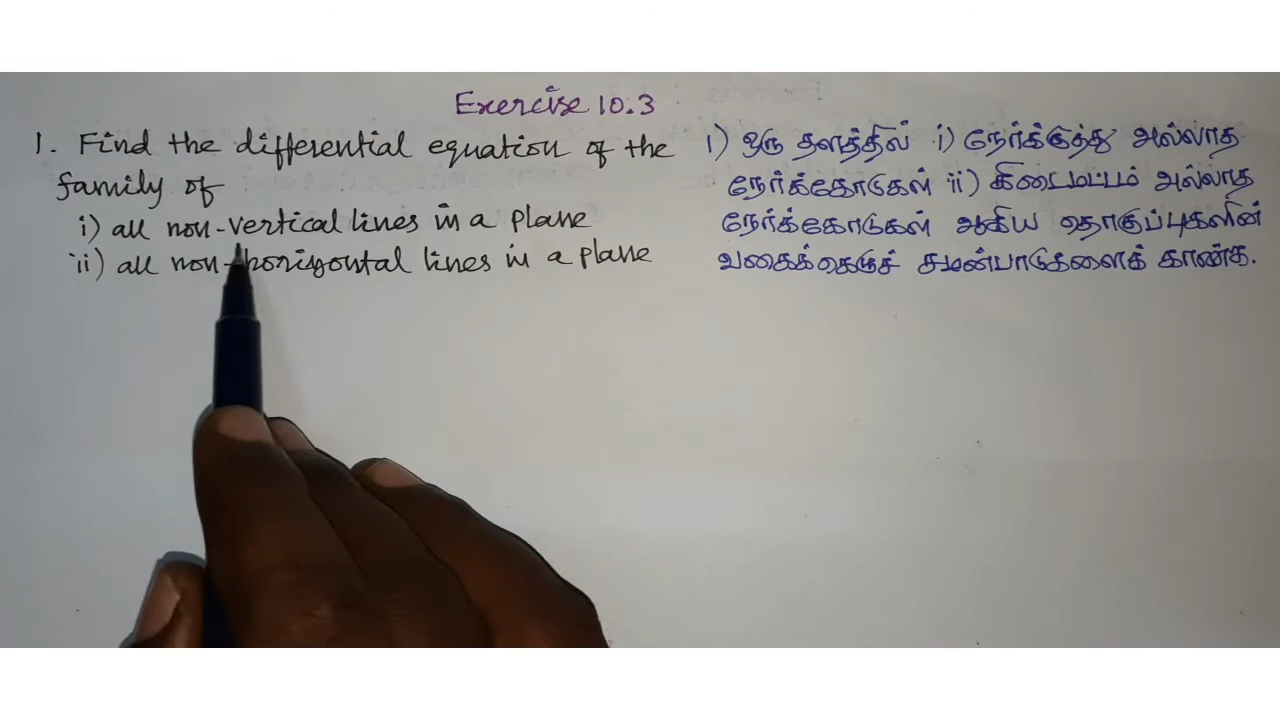 Exercise 10.3
1. Find the differential equation of the
family of
i) all non-vertical lines in a plane
ii) all non-horizontal lines in a plane
1) ஒரு தளத்தில் i) நேர்க்குத்து அல்லாத
நேர்க்கோடுகள் ii) கிடைமட்டம் அல்லாத
நேர்க்கோடுகள் ஆகிய தொகுப்புகளின்
வகைக்கெழுச் சமன்பாடுகளைக் காண்க.